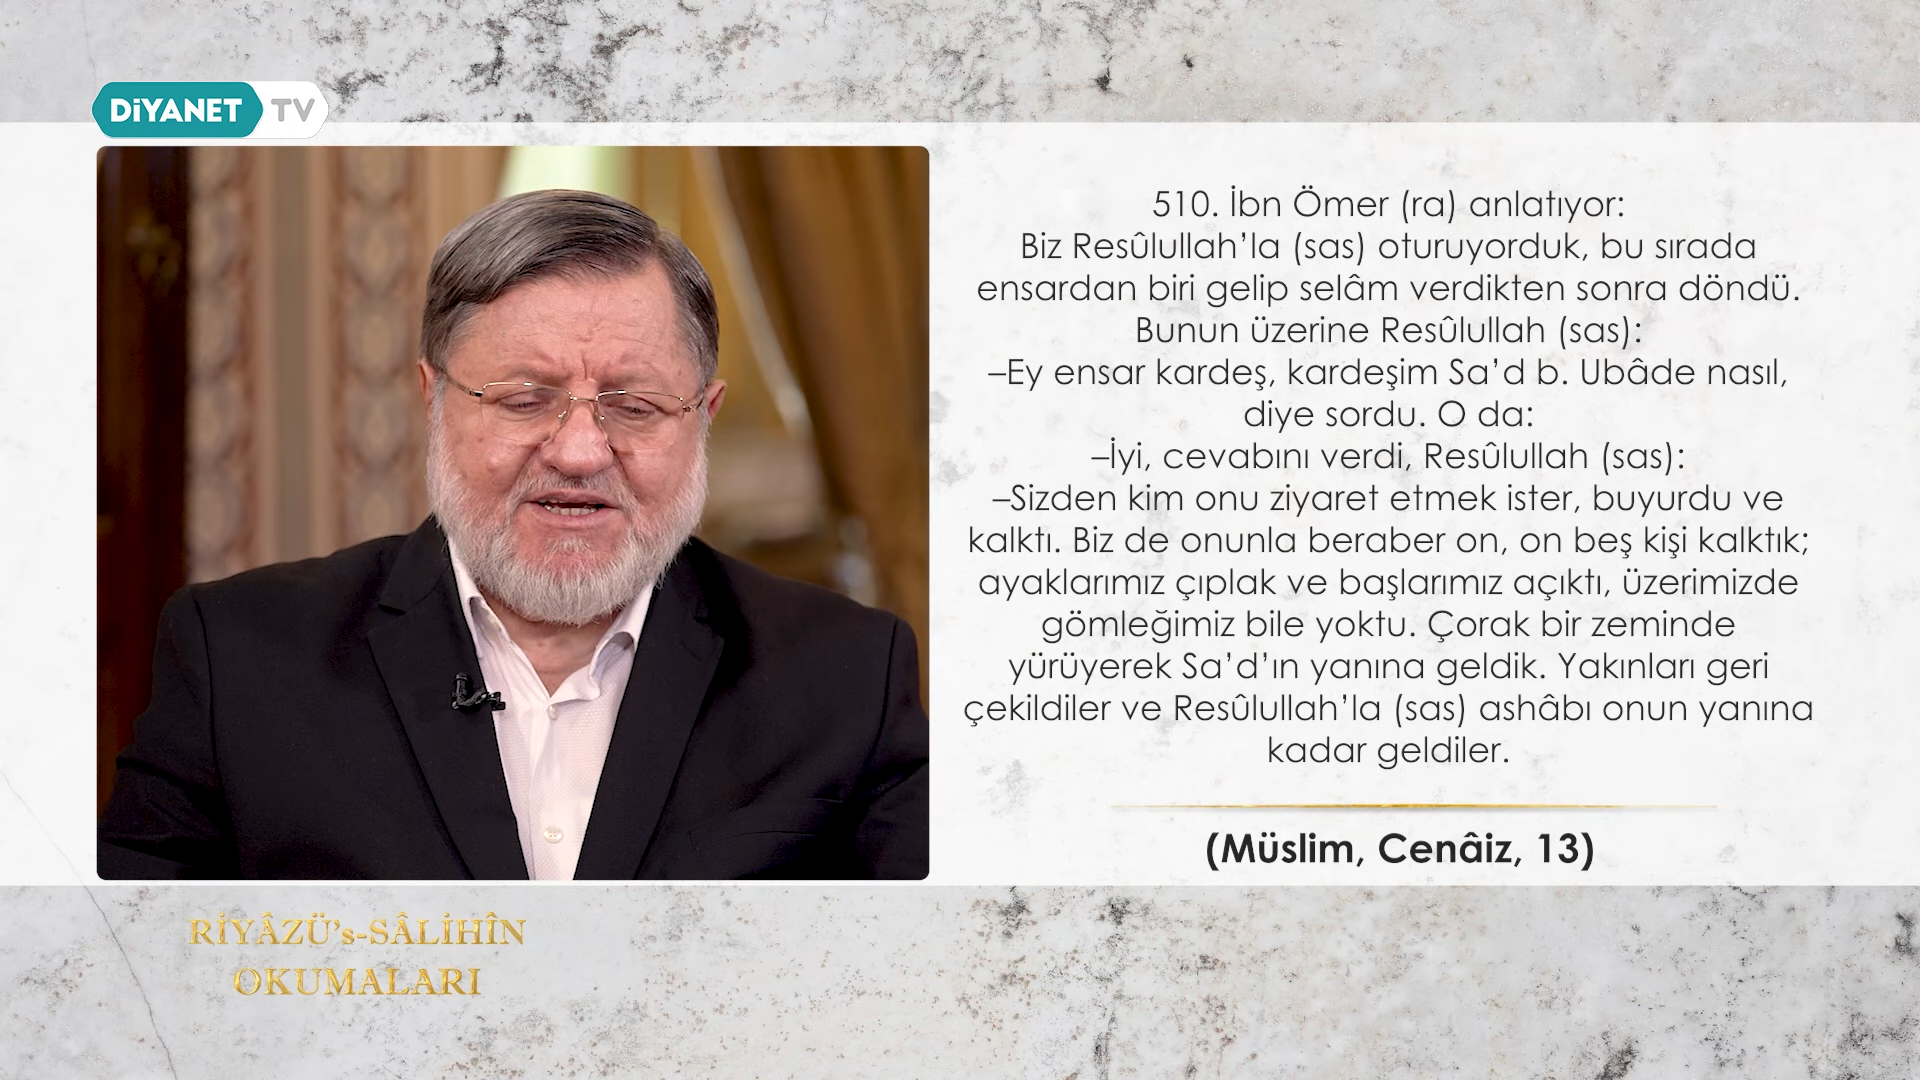 DİYANET TV
510. İbn Ömer (ra) anlatıyor:
Biz Resûlullah’la (sas) oturuyorduk, bu sırada
ensardan biri gelip selâm verdikten sonra döndü.
Bunun üzerine Resûlullah (sas):
–Ey ensar kardeş, kardeşim Sa’d b. Ubâde nasıl,
diye sordu. O da:
–İyi, cevabını verdi, Resûlullah (sas):
–Sizden kim onu ziyaret etmek ister, buyurdu ve
kalktı. Biz de onunla beraber on, on beş kişi kalktık;
ayaklarımız çıplak ve başlarımız açıktı, üzerimizde
gömleğimiz bile yoktu. Çorak bir zeminde
yürüyerek Sa’d’ın yanına geldik. Yakınları geri
çekildiler ve Resûlullah’la (sas) ashâbı onun yanına
kadar geldiler.
(Müslim, Cenâiz, 13)
RİYÂZÜ’s-SÂLİHÎN
OKUMALARI